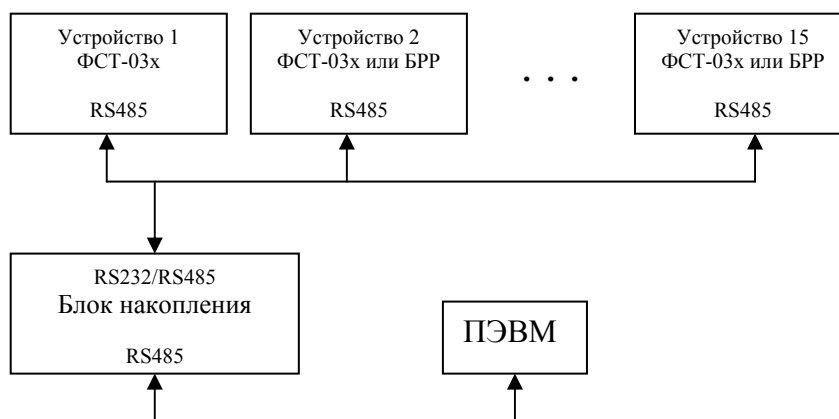 Устройство 1
ФСТ-03х
RS485
Устройство 2
ФСТ-03х или БРР
RS485
. . .
Устройство 15
ФСТ-03х или БРР
RS485
RS232/RS485
Блок накопления
RS485
ПЭВМ